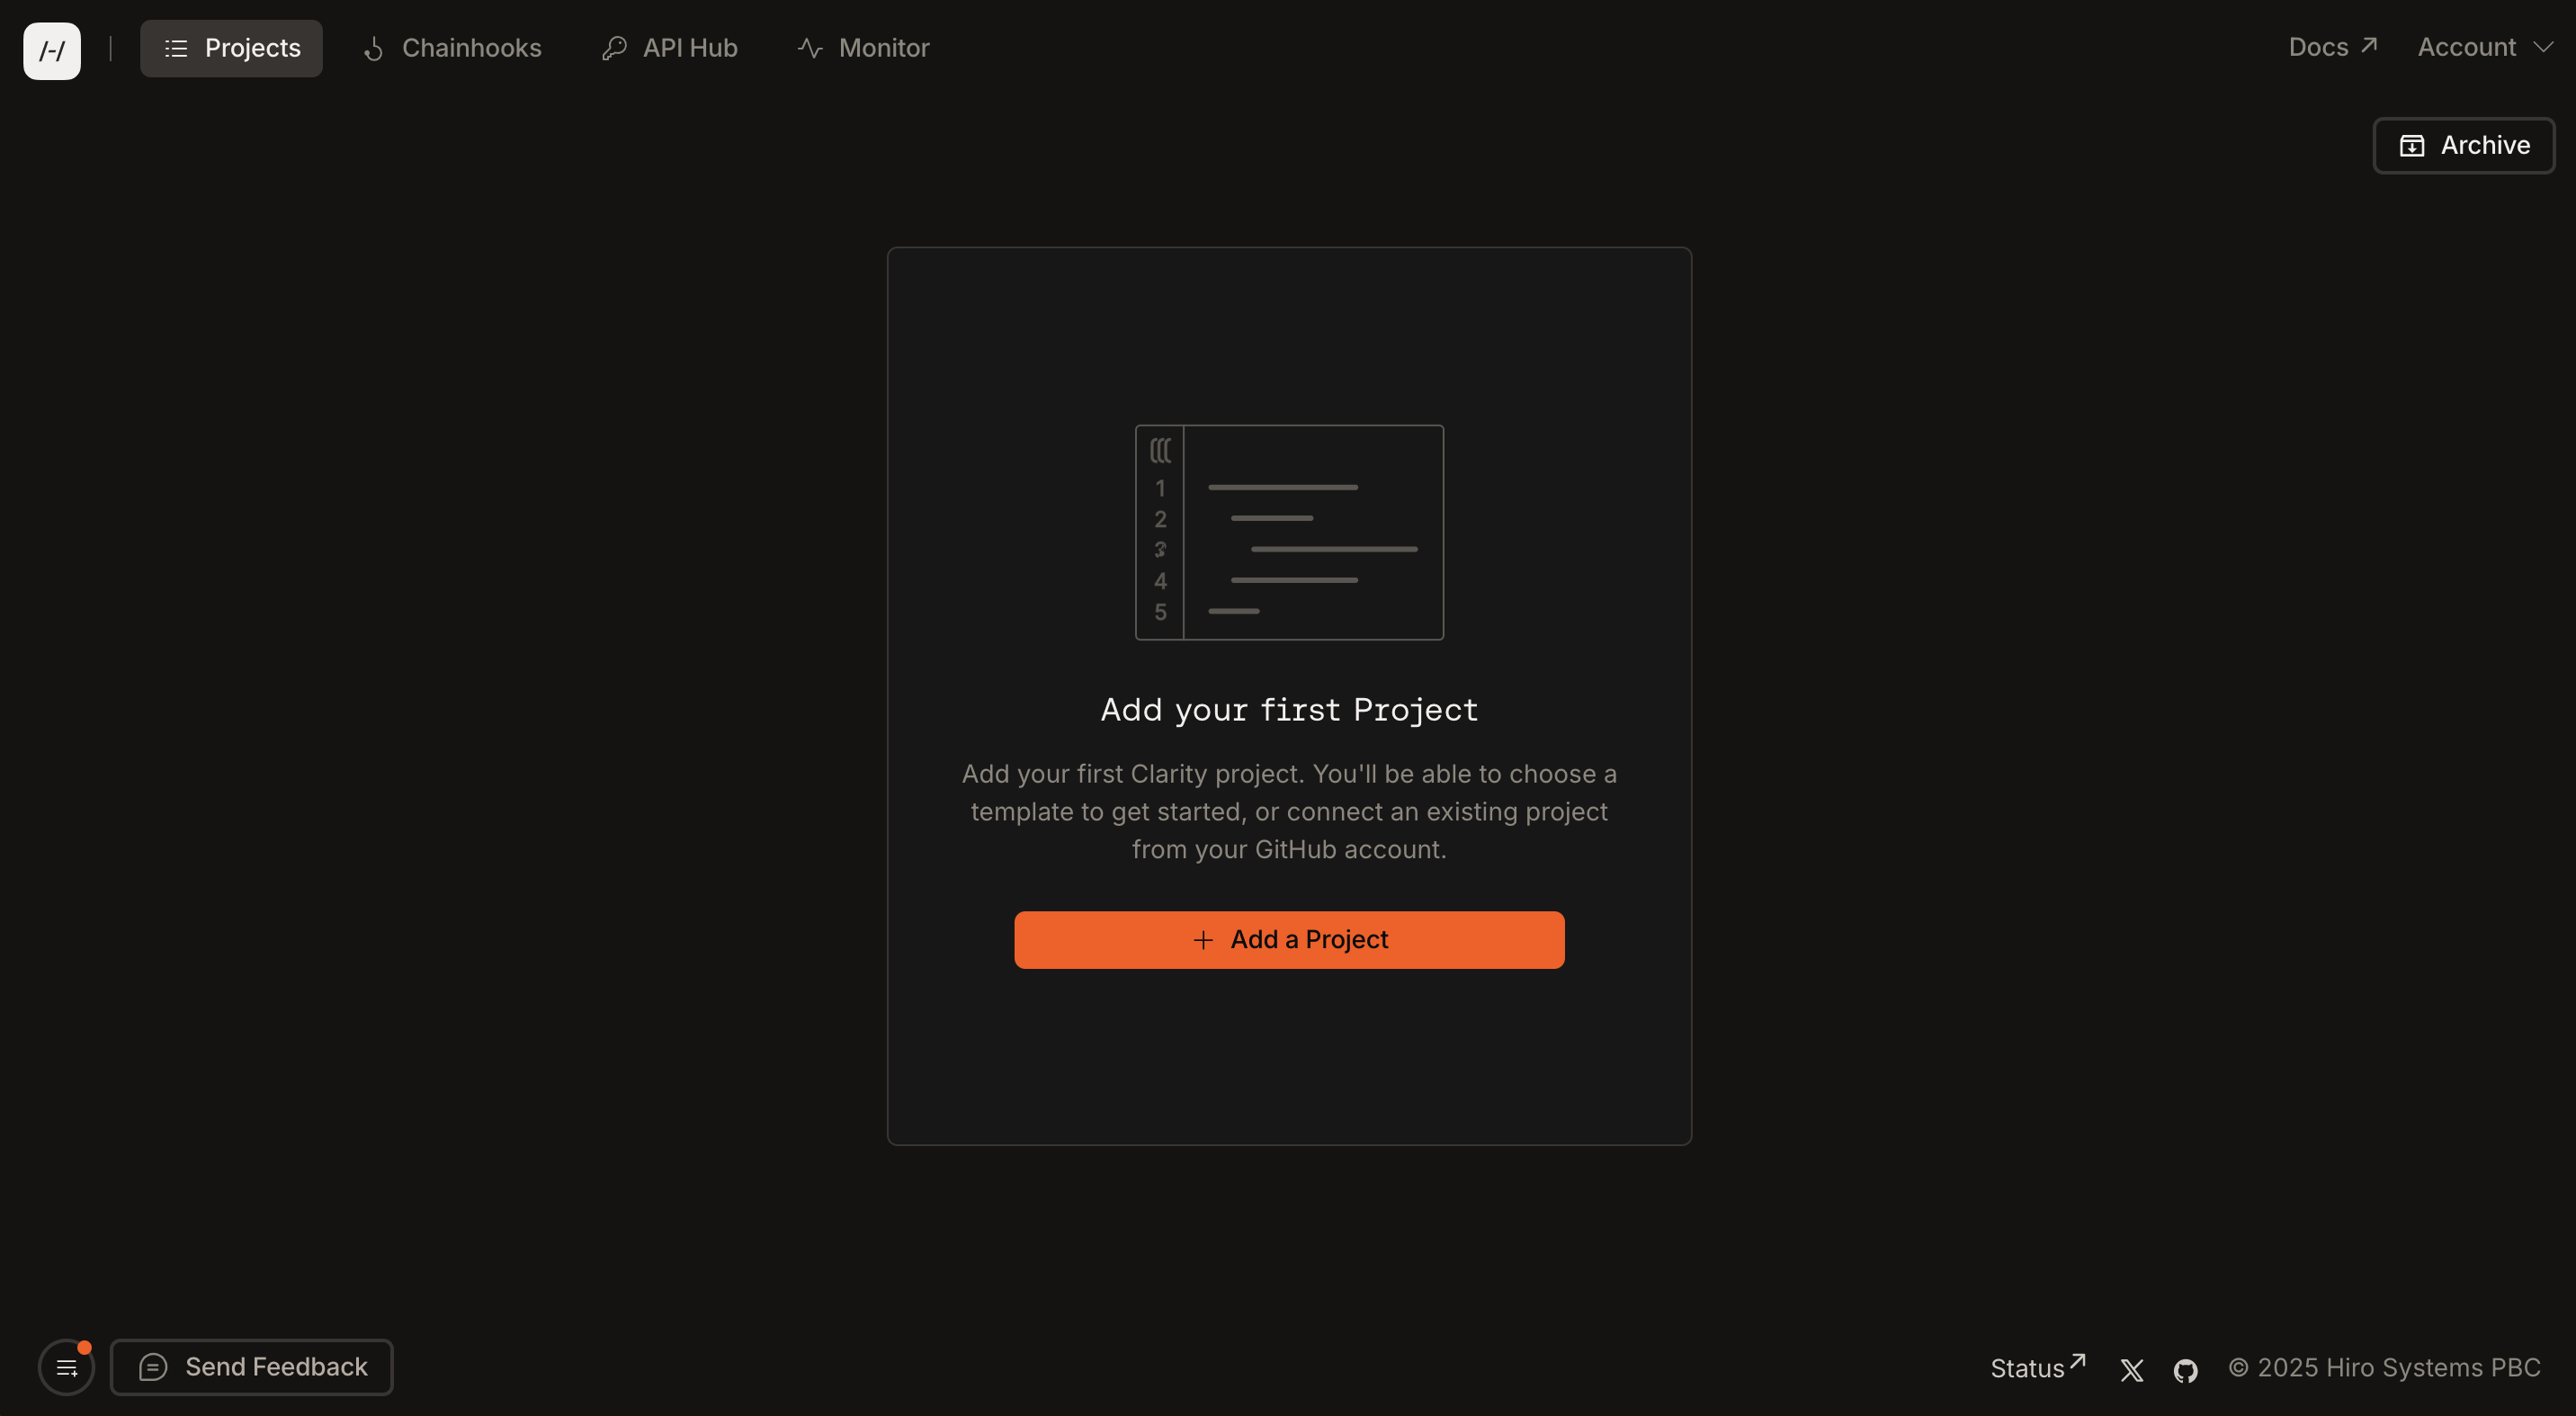 /-/
Projects
Chainhooks
API Hub
Monitor
Docs
Account
Archive
(((
1
2
3
4
5
Add your first Project
Add your first Clarity project. You'll be able to choose a
template to get started, or connect an existing project
from your GitHub account.
Add a Project
Send Feedback
Status
© 2025 Hiro Systems PBC